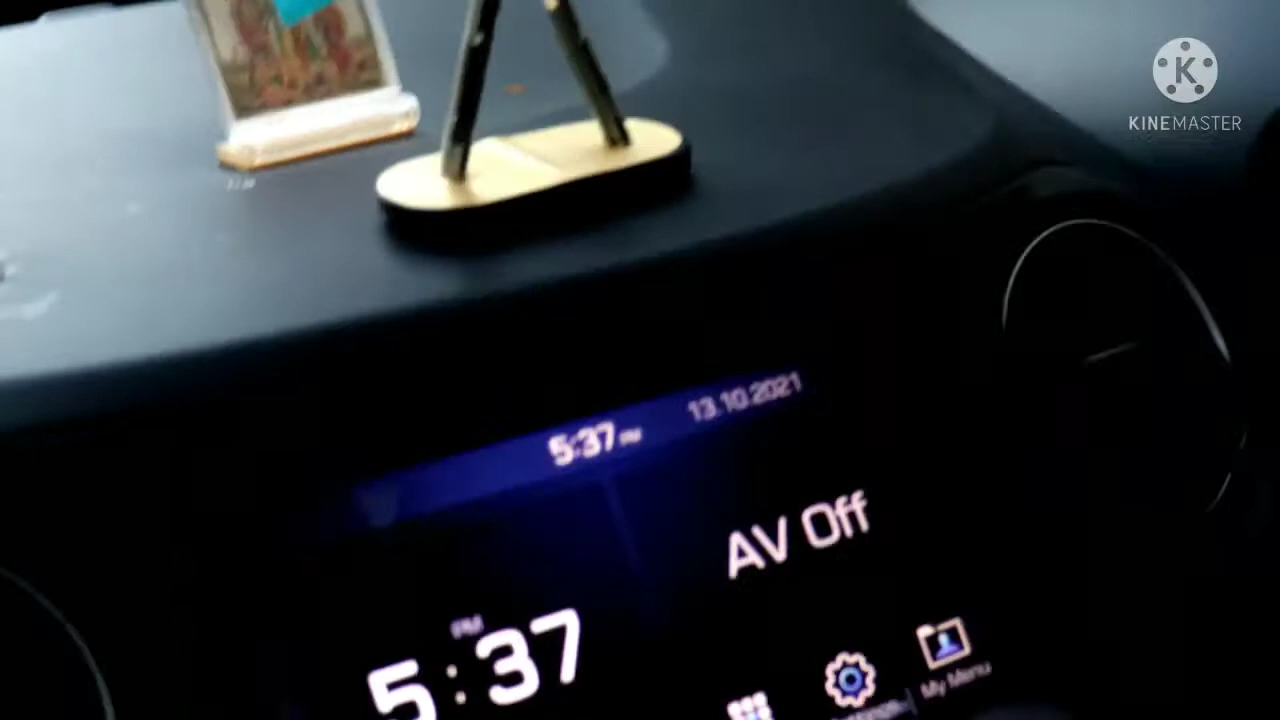 KINEMASTER
5:37 PM 13.10.2021
AV Off
PM
5:37
My Menu